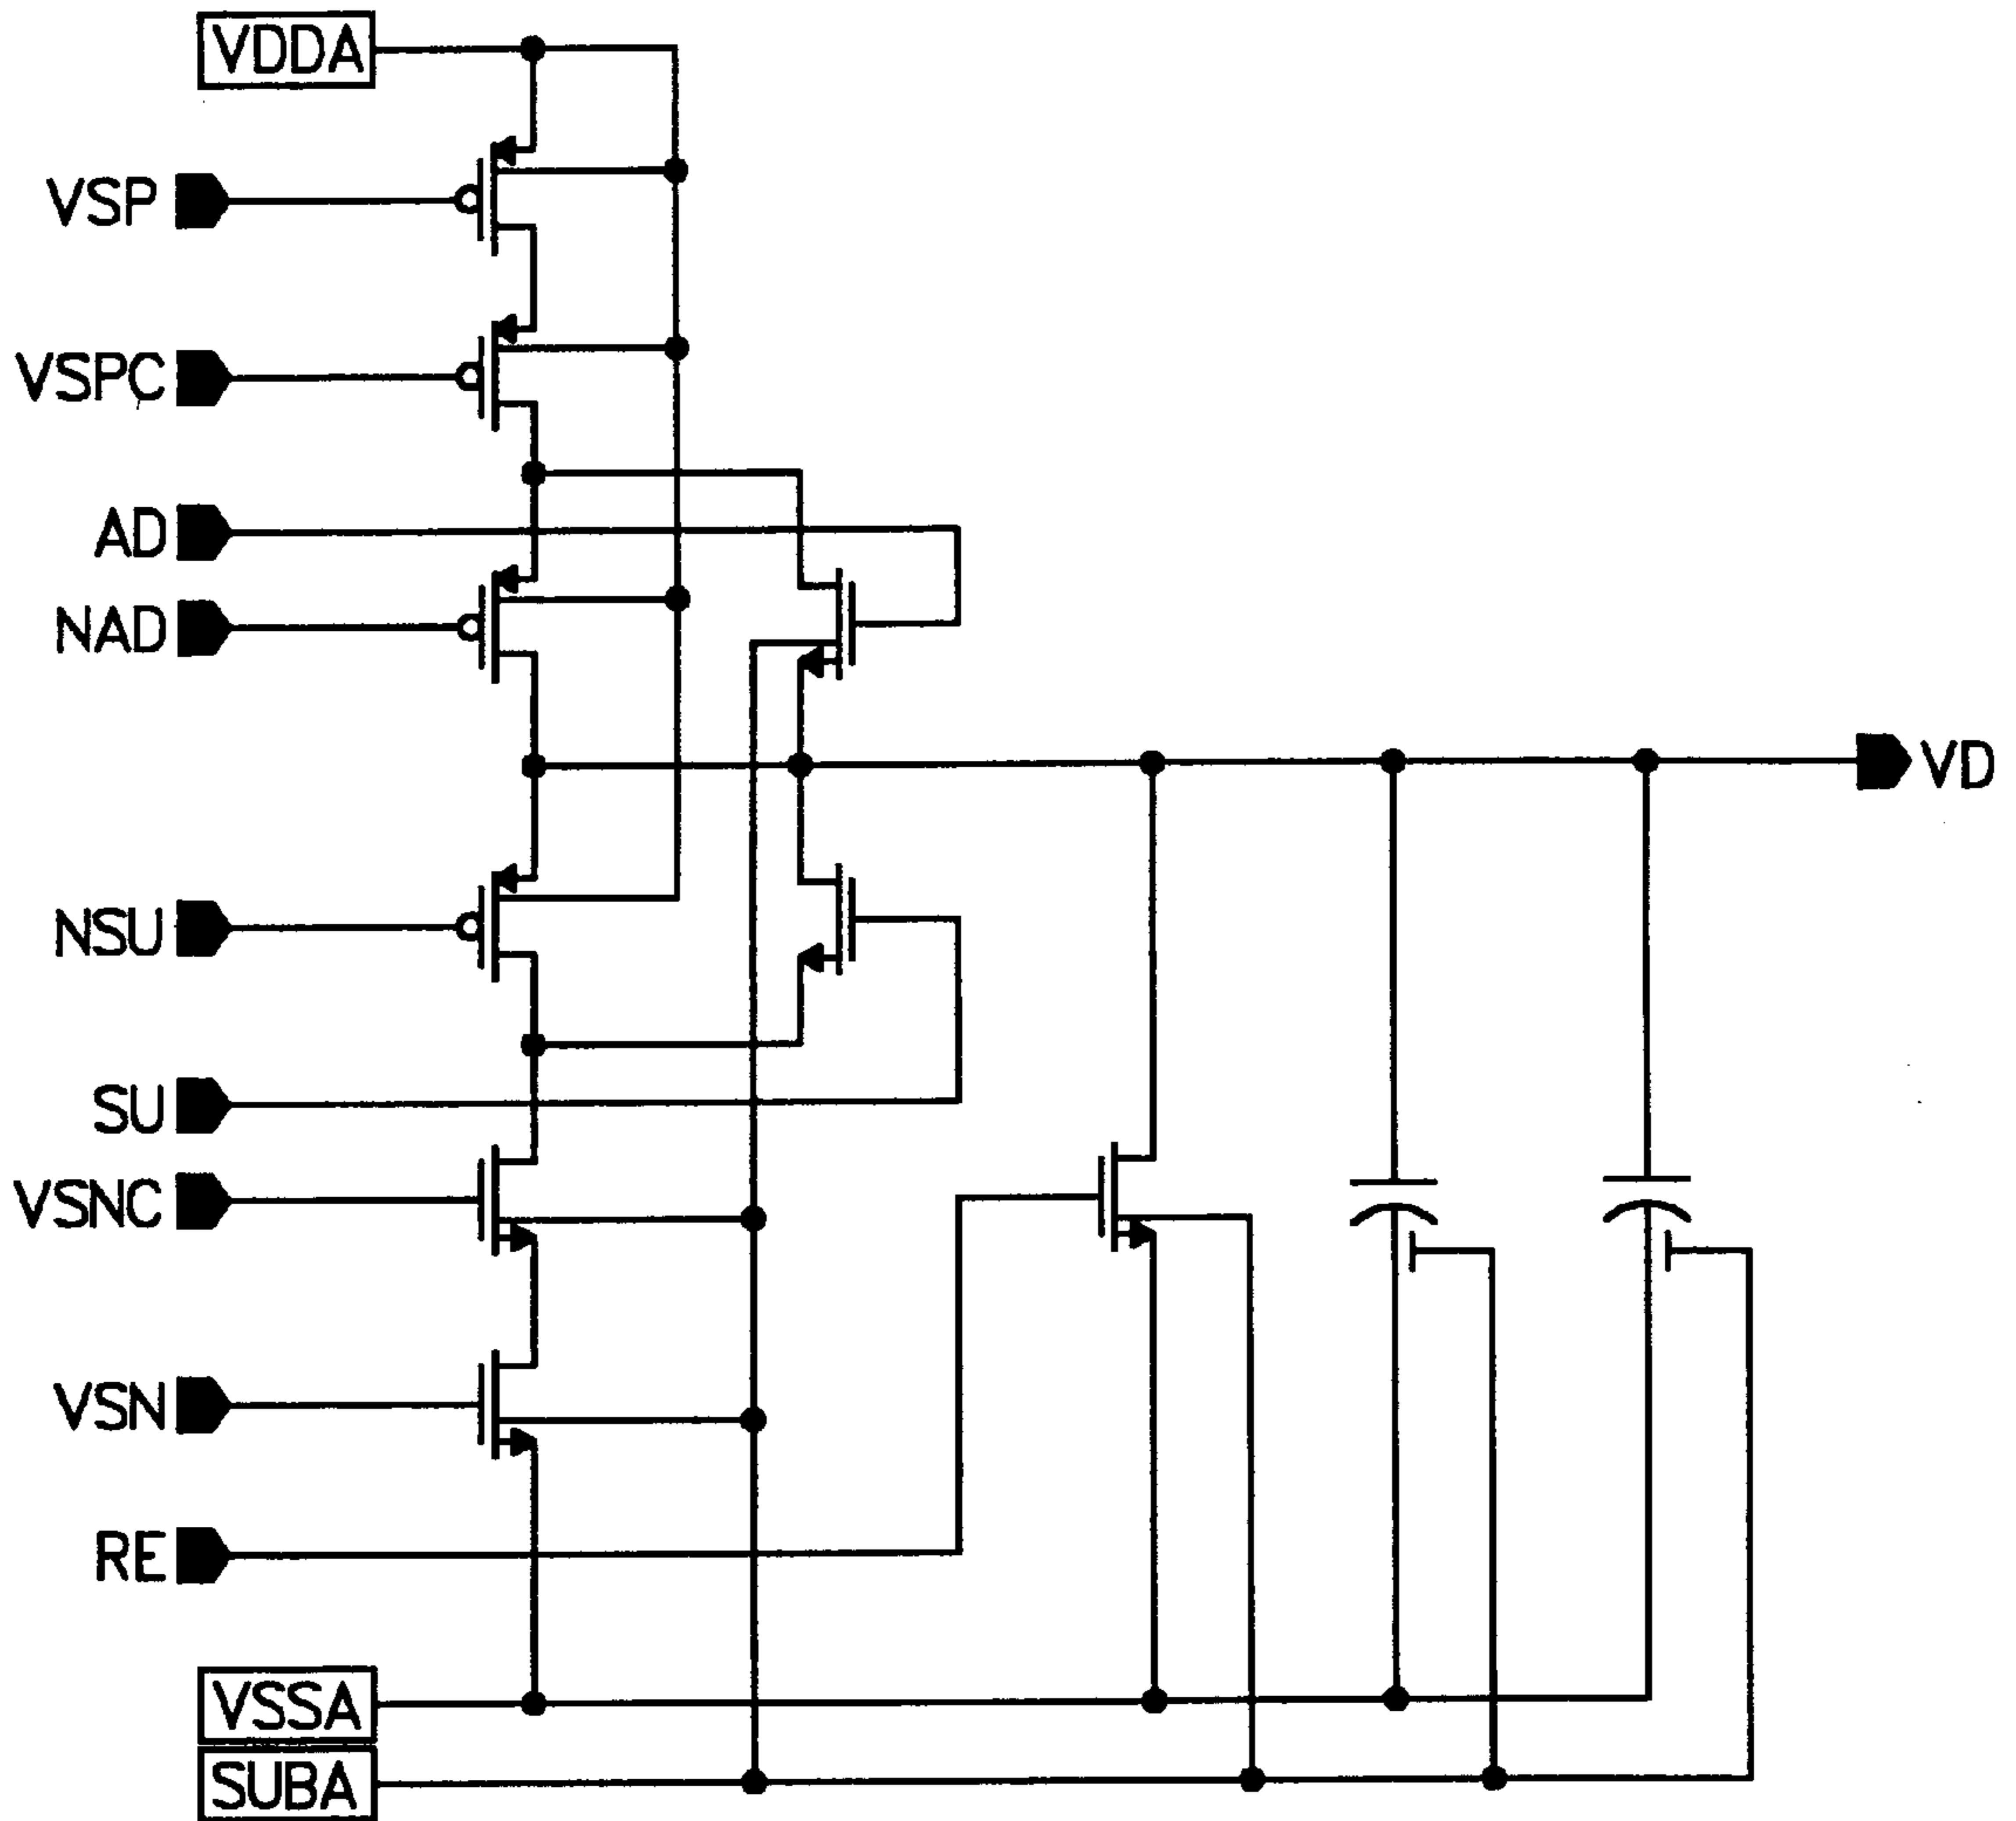 VDDA
VSP
VSPC
AD
NAD
VD
NSU
SU
VSNC
VSN
RE
VSSA
SUBA